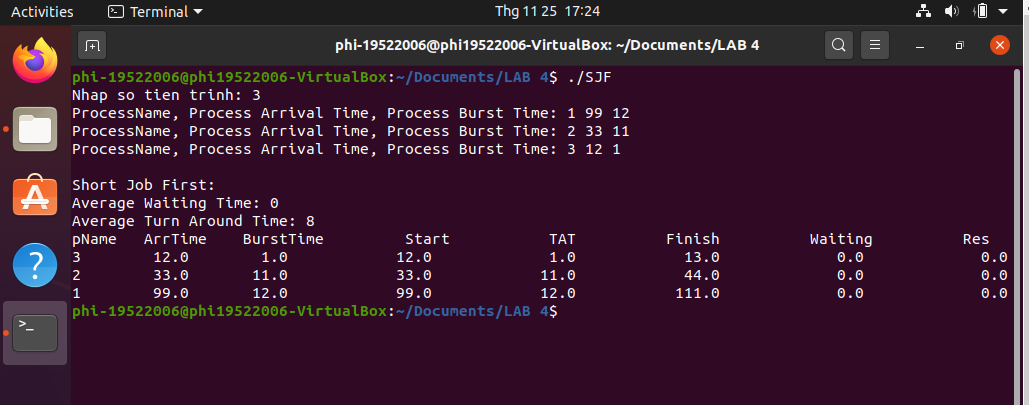 Activities Terminal Thg 11 25 17:24
phi-19522006@phi19522006-VirtualBox: ~/Documents/LAB 4
phi-19522006@phi19522006-VirtualBox:~/Documents/LAB 4$ ./SJF
Nhap so tien trinh: 3
ProcessName, Process Arrival Time, Process Burst Time: 1 99 12
ProcessName, Process Arrival Time, Process Burst Time: 2 33 11
ProcessName, Process Arrival Time, Process Burst Time: 3 12 1
Short Job First:
Average Waiting Time: 0
Average Turn Around Time: 8
pName ArrTime BurstTime Start TAT Finish Waiting Res
3 12.0 1.0 12.0 1.0 13.0 0.0 0.0
2 33.0 11.0 33.0 11.0 44.0 0.0 0.0
1 99.0 12.0 99.0 12.0 111.0 0.0 0.0
phi-19522006@phi19522006-VirtualBox:~/Documents/LAB 4$